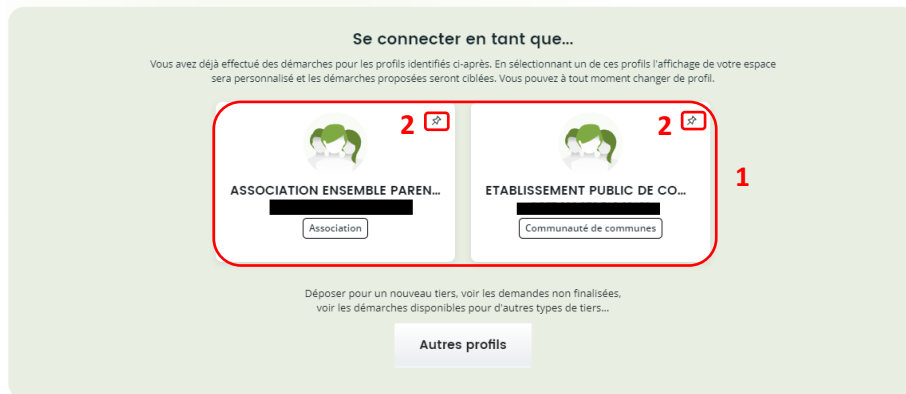 Se connecter en tant que...
Vous avez déjà effectué des démarches pour les profils identifiés ci-après. En sélectionnant un de ces profils l'affichage de votre espace
sera personnalisé et les démarches proposées seront ciblées. Vous pouvez à tout moment changer de profil.
2
2
1
ASSOCIATION ENSEMBLE PAREN...
ETABLISSEMENT PUBLIC DE CO...
Association
Communauté de communes
Déposer pour un nouveau tiers, voir les demandes non finalisées,
voir les démarches disponibles pour d'autres types de tiers...
Autres profils